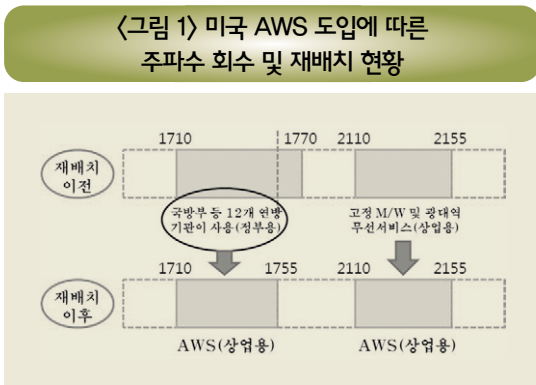 〈그림 1〉 미국 AWS 도입에 따른
주파수 회수 및 재배치 현황
1710 1770 2110 2155
재배치
이전
국방부 등 12개 연방
기관이 사용(정부용)
고정 M/W 및 광대역
무선서비스(상업용)
1710 1755 2110 2155
재배치
이후
AWS(상업용) AWS(상업용)